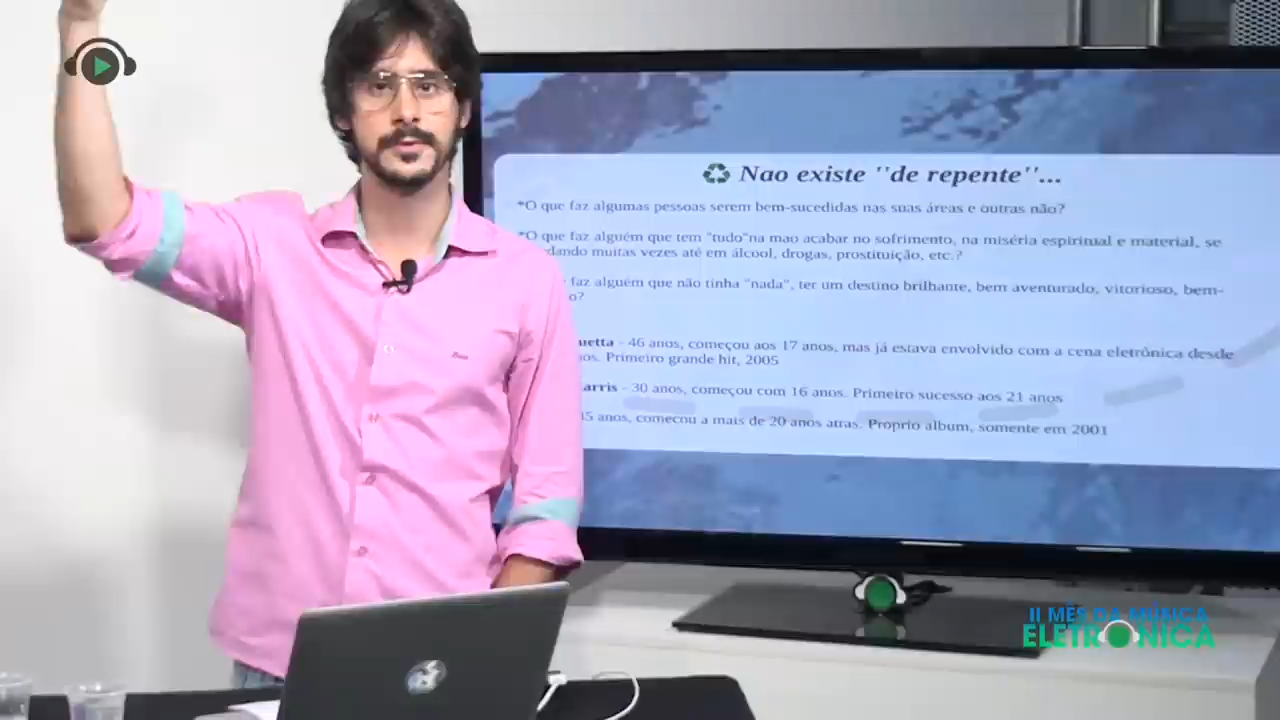 Nao existe ''de repente''...
*O que faz algumas pessoas serem bem-sucedidas nas suas áreas e outras não?
*O que faz alguém que tem "tudo"na mao acabar no sofrimento, na miséria espiritual e material, se
dando muitas vezes até em álcool, drogas, prostituição, etc.?
faz alguém que não tinha "nada", ter um destino brilhante, bem aventurado, vitorioso, bem-
o?
uetta - 46 anos, começou aos 17 anos, mas já estava envolvido com a cena eletrônica desde
os. Primeiro grande hit, 2005
arris - 30 anos, começou com 16 anos. Primeiro sucesso aos 21 anos
45 anos, comecou a mais de 20 anos atras. Proprio album, somente em 2001
II MÊS DA MÚSICA
ELETRÔNICA